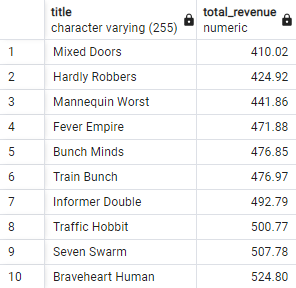 title total_revenue
character varying (255) numeric
1 Mixed Doors 410.02
2 Hardly Robbers 424.92
3 Mannequin Worst 441.86
4 Fever Empire 471.88
5 Bunch Minds 476.85
6 Train Bunch 476.97
7 Informer Double 492.79
8 Traffic Hobbit 500.77
9 Seven Swarm 507.78
10 Braveheart Human 524.80